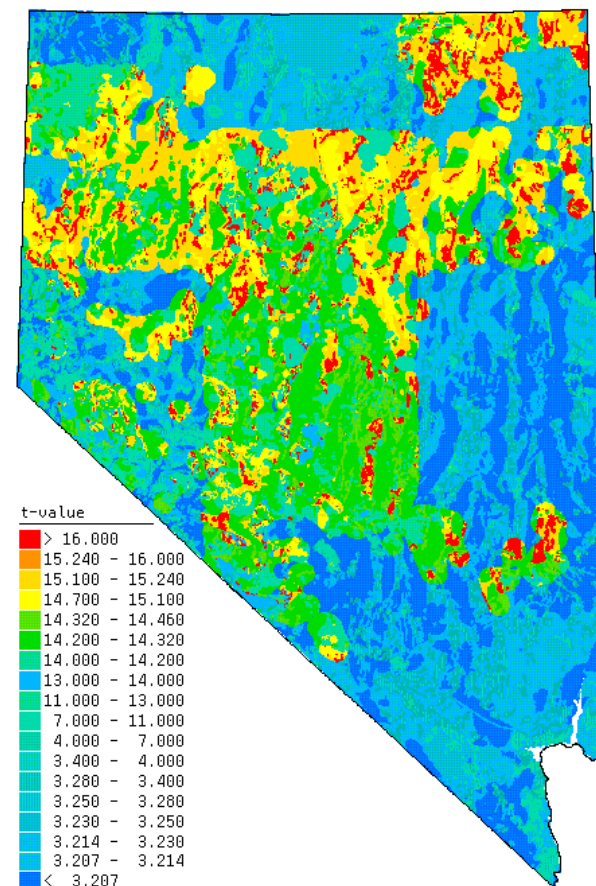 t-value
> 16.000
15.240 - 16.000
15.100 - 15.240
14.700 - 15.100
14.320 - 14.460
14.200 - 14.320
14.000 - 14.200
13.000 - 14.000
11.000 - 13.000
7.000 - 11.000
4.000 - 7.000
3.400 - 4.000
3.280 - 3.400
3.250 - 3.280
3.230 - 3.250
3.214 - 3.230
3.207 - 3.214
< 3.207